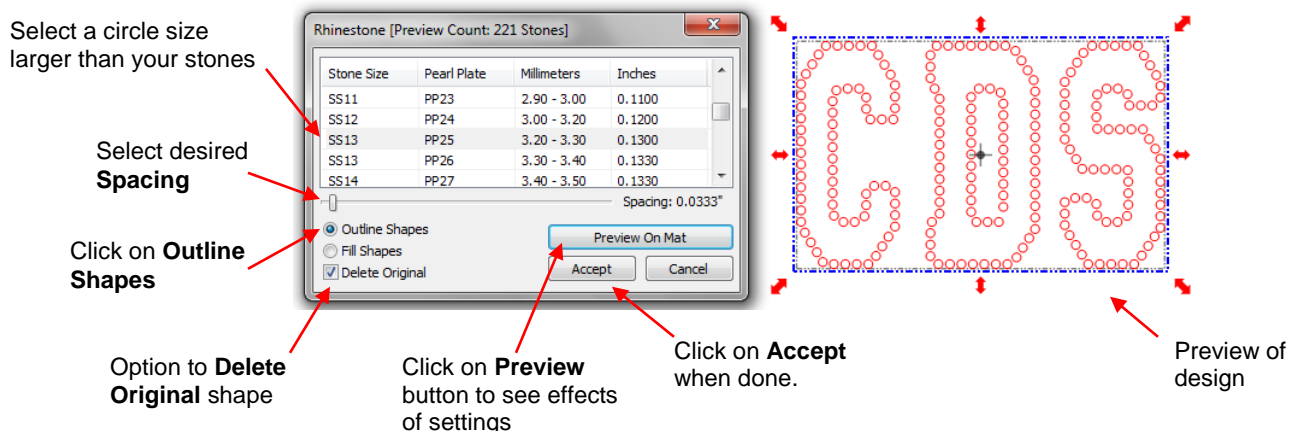 Select a circle size
larger than your stones
Select desired
Spacing
Click on Outline
Shapes
Option to Delete
Original shape
Rhinestone [Preview Count: 221 Stones]
Stone Size Pearl Plate Millimeters Inches
SS11 PP23 2.90 - 3.00 0.1100
SS12 PP24 3.00 - 3.20 0.1200
SS13 PP25 3.20 - 3.30 0.1300
SS13 PP26 3.30 - 3.40 0.1330
SS14 PP27 3.40 - 3.50 0.1330
Spacing: 0.0333"
Outline Shapes
Fill Shapes
Delete Original
Preview On Mat
Accept Cancel
Click on Preview
button to see effects
of settings
Click on Accept
when done.
CDS
Preview of
design